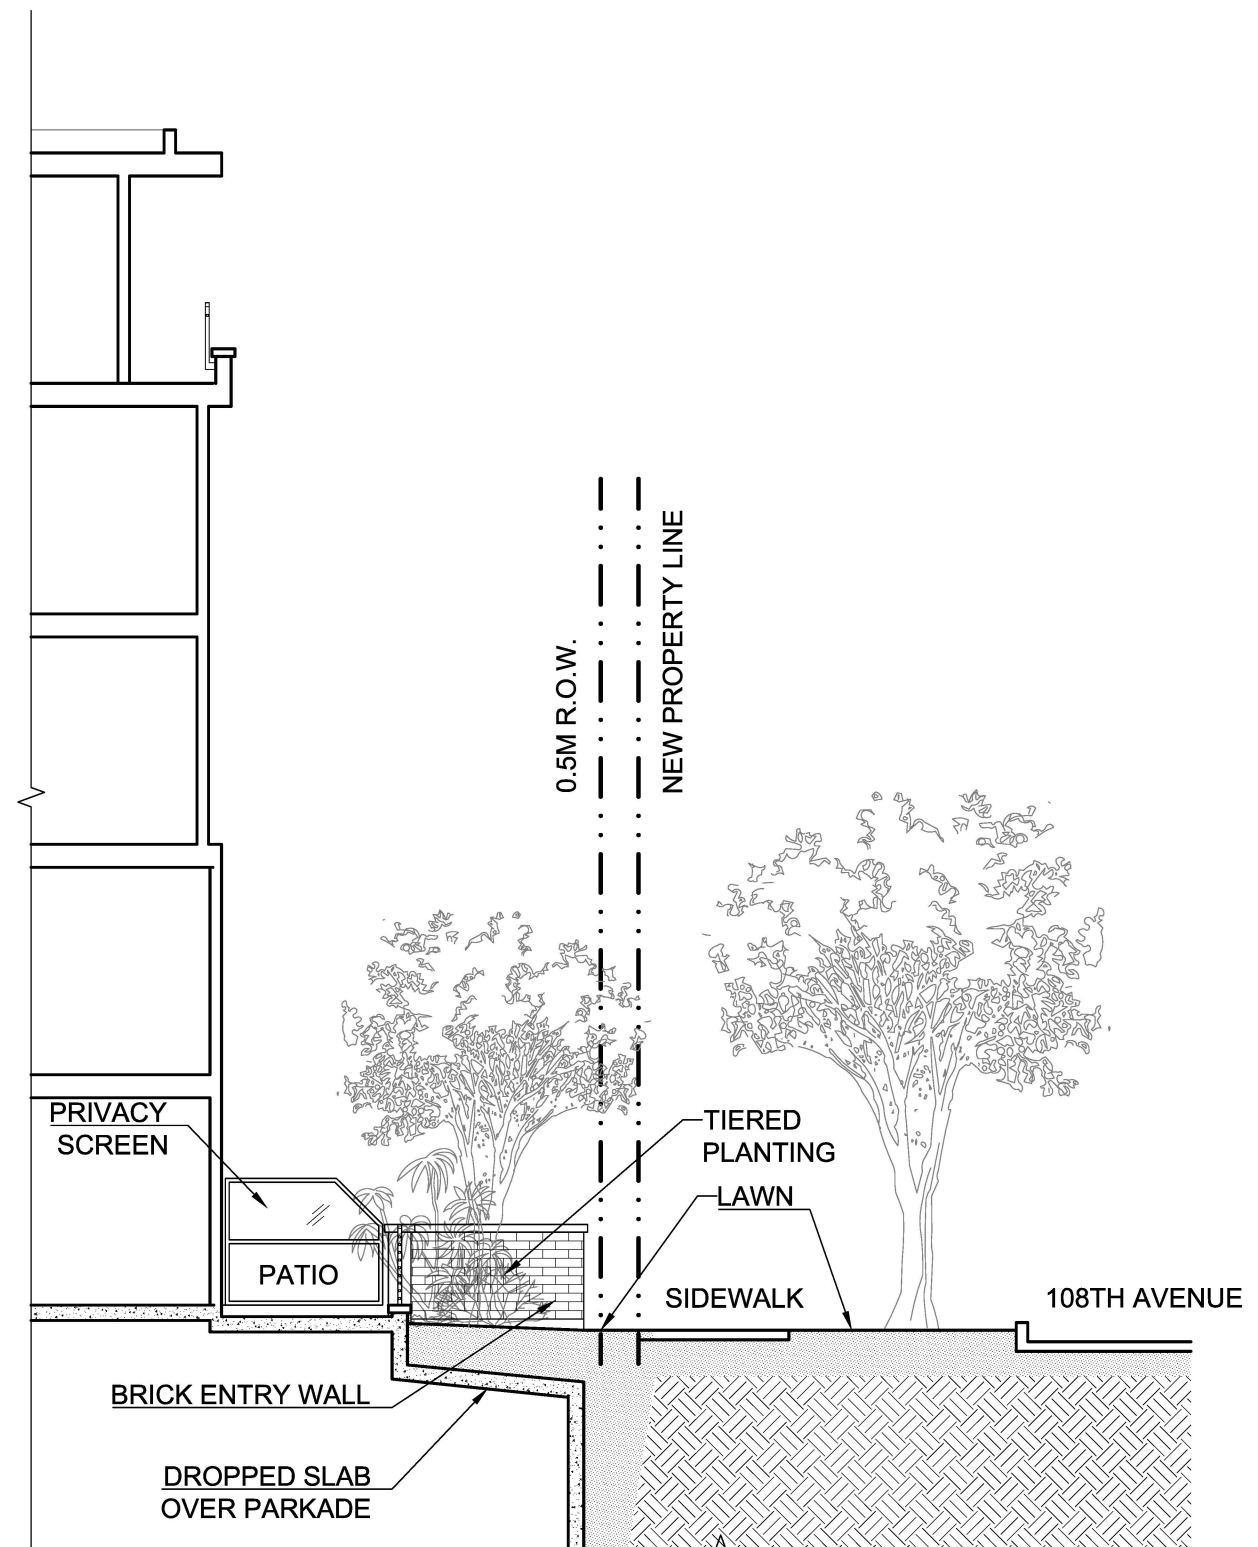 0.5M R.O.W.
NEW PROPERTY LINE
PRIVACY
SCREEN
TIERED
PLANTING
LAWN
PATIO
SIDEWALK
108TH AVENUE
BRICK ENTRY WALL
DROPPED SLAB
OVER PARKADE